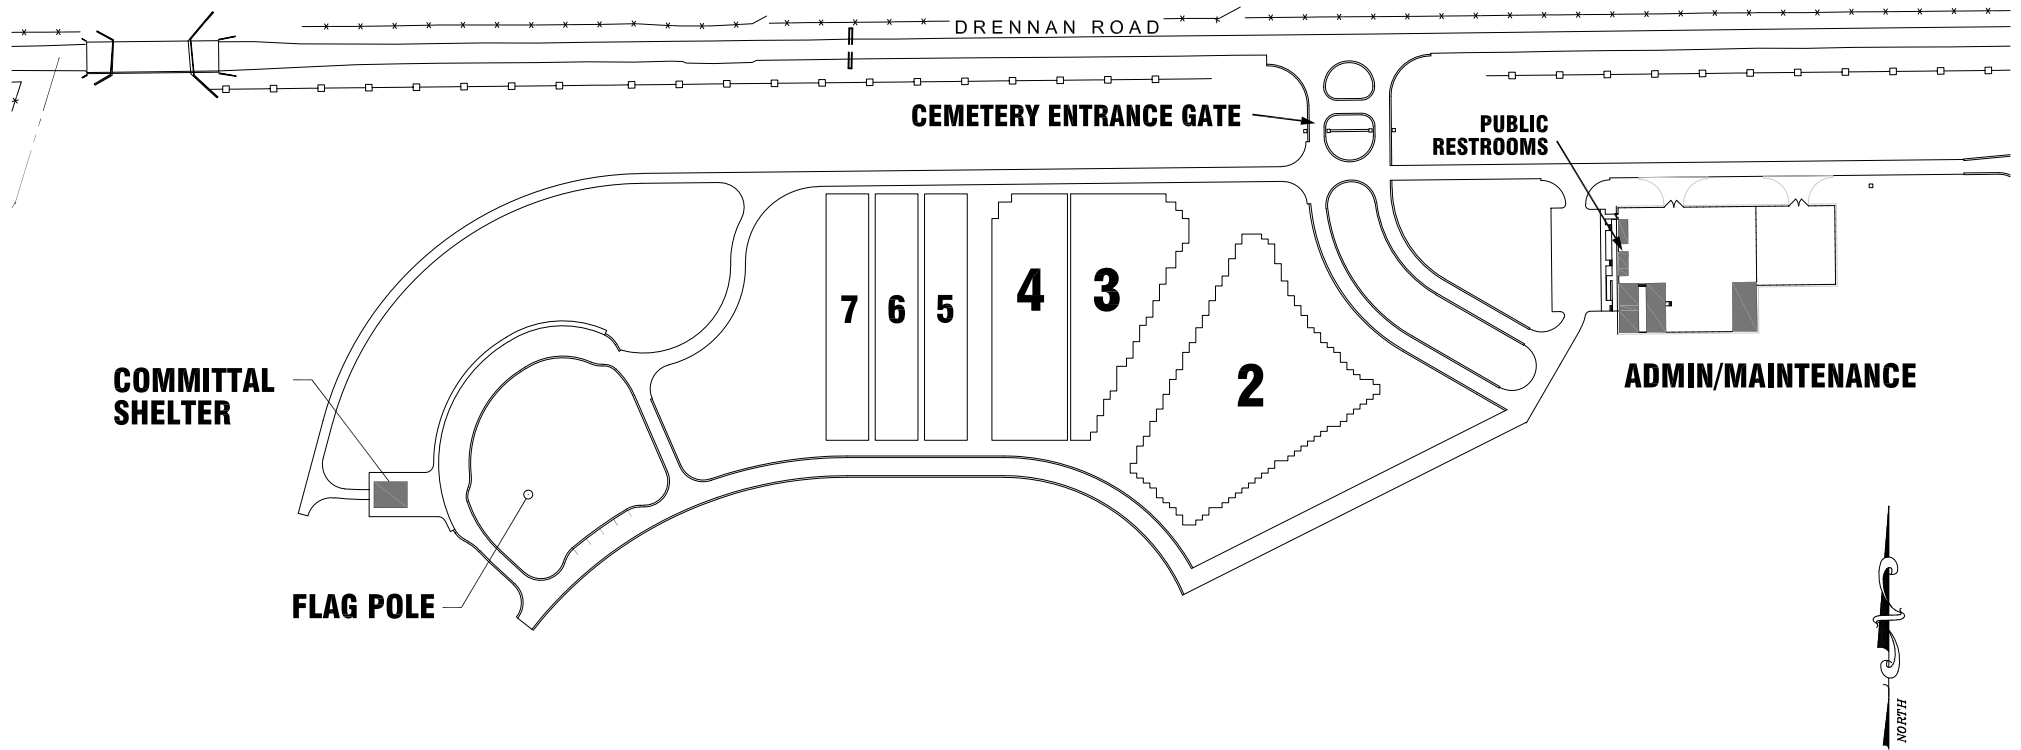 DRENNAN ROAD
CEMETERY ENTRANCE GATE
PUBLIC
RESTROOMS
7
6
5
4
3
2
COMMITTAL
SHELTER
ADMIN/MAINTENANCE
FLAG POLE
NORTH